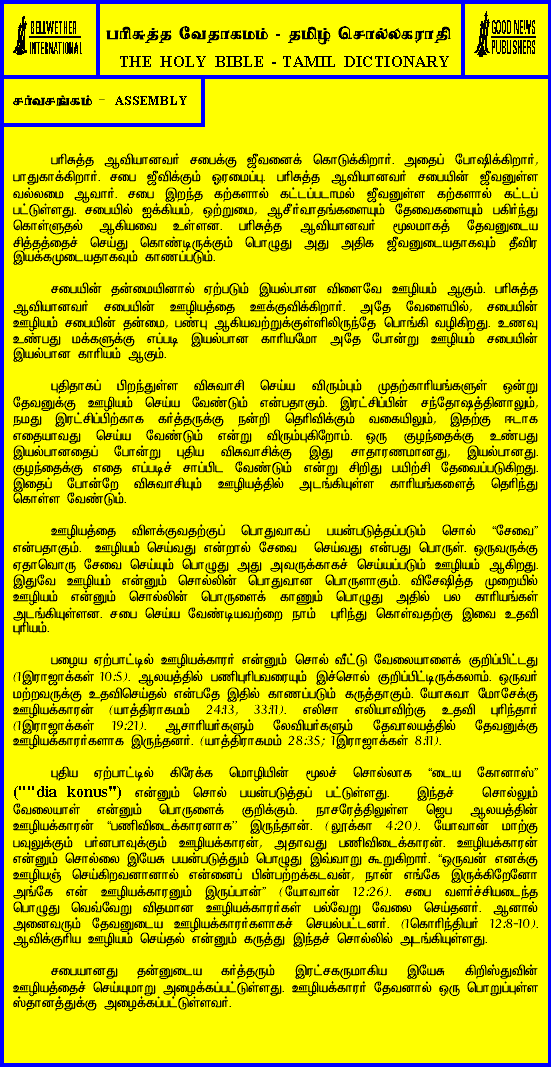 BELLWETHER
INTERNATIONAL
பரிசுத்த வேதாகமம் - தமிழ் சொல்லகராதி
THE HOLY BIBLE - TAMIL DICTIONARY
GOOD NEWS
PUBLISHERS
சர்வசங்கம் - ASSEMBLY
பரிசுத்த ஆவியானவர் சபைக்கு ஜீவனைக் கொடுக்கிறார். அதைப் போஷிக்கிறார்,
பாதுகாக்கிறார். சபை ஜீவிக்கும் ஓரமைப்பு. பரிசுத்த ஆவியானவர் சபையின் ஜீவனுள்ள
வல்லமை ஆவார். சபை இறந்த கற்களால் கட்டப்படாமல் ஜீவனுள்ள கற்களால் கட்டப்
பட்டுள்ளது. சபையில் ஐக்கியம், ஒற்றுமை, ஆசீர்வாதங்களையும் தேவைகளையும் பகிர்ந்து
கொள்ளுதல் ஆகியவை உள்ளன. பரிசுத்த ஆவியானவர் மூலமாகத் தேவனுடைய
சித்தத்தைச் செய்து கொண்டிருக்கும் பொழுது அது அதிக ஜீவனுடையதாகவும் தீவிர
இயக்கமுடையதாகவும் காணப்படும்.
சபையின் தன்மையினால் ஏற்படும் இயல்பான விளைவே ஊழியம் ஆகும். பரிசுத்த
ஆவியானவர் சபையின் ஊழியத்தை ஊக்குவிக்கிறார். அதே வேளையில், சபையின்
ஊழியம் சபையின் தன்மை, பண்பு ஆகியவற்றுக்குள்ளிலிருந்தே பொங்கி வழிகிறது. உணவு
உண்பது மக்களுக்கு எப்படி இயல்பான காரியமோ அதே போன்று ஊழியம் சபையின்
இயல்பான காரியம் ஆகும்.
புதிதாகப் பிறந்துள்ள விசுவாசி செய்ய விரும்பும் முதற்காரியங்களுள் ஒன்று
தேவனுக்கு ஊழியம் செய்ய வேண்டும் என்பதாகும். இரட்சிப்பின் சந்தோஷத்தினாலும்,
நமது இரட்சிப்பிற்காக கர்த்தருக்கு நன்றி தெரிவிக்கும் வகையிலும், இதற்கு ஈடாக
எதையாவது செய்ய வேண்டும் என்று விரும்புகிறோம். ஒரு குழந்தைக்கு உண்பது
இயல்பானதைப் போன்று புதிய விசுவாசிக்கு இது சாதாரணமானது, இயல்பானது.
குழந்தைக்கு எதை எப்படிச் சாப்பிட வேண்டும் என்று சிறிது பயிற்சி தேவைப்படுகிறது.
இதைப் போன்றே விசுவாசியும் ஊழியத்தில் அடங்கியுள்ள காரியங்களைத் தெரிந்து
கொள்ள வேண்டும்.
ஊழியத்தை விளக்குவதற்குப் பொதுவாகப் பயன்படுத்தப்படும் சொல் “சேவை”
என்பதாகும். ஊழியம் செய்வது என்றால் சேவை செய்வது என்பது பொருள். ஒருவருக்கு
ஏதாவதொரு சேவை செய்யும் பொழுது அது அவருக்காகச் செய்யப்படும் ஊழியம் ஆகிறது.
இதுவே ஊழியம் என்னும் சொல்லின் பொதுவான பொருளாகும். விசேஷித்த முறையில்
ஊழியம் என்னும் சொல்லின் பொருளைக் காணும் பொழுது அதில் பல காரியங்கள்
அடங்கியுள்ளன. சபை செய்ய வேண்டியவற்றை நாம் புரிந்து கொள்வதற்கு இவை உதவி
புரியம்.
பழைய ஏற்பாட்டில் ஊழியக்காரர் என்னும் சொல் வீட்டு வேலையாளைக் குறிப்பிட்டது
(1இராஜாக்கள் 10:5). ஆலயத்தில் பணிபுரிபவரையும் இச்சொல் குறிப்பிட்டிருக்கலாம். ஒருவர்
மற்றவருக்கு உதவிசெய்தல் என்பதே இதில் காணப்படும் கருத்தாகும். யோசுவா மோசேக்கு
ஊழியக்காரன் (யாத்திராகமம் 24:13, 33:11). எலிசா எலியாவிற்கு உதவி புரிந்தார்
(1இராஜாக்கள் 19:21). ஆசாரியர்களும் லேவியர்களும் தேவாலயத்தில் தேவனுக்கு
ஊழியக்காரர்களாக இருந்தனர். (யாத்திராகமம் 28:35; 1இராஜாக்கள் 8:11).
புதிய ஏற்பாட்டில் கிரேக்க மொழியின் மூலச் சொல்லாக “டைய கோனாஸ்”
(""dia konus") என்னும் சொல் பயன்படுத்தப் பட்டுள்ளது. இந்தச் சொல்லும்
வேலையாள் என்னும் பொருளைக் குறிக்கும். நாசரேத்திலுள்ள ஜெப ஆலயத்தின்
ஊழியக்காரன் “பணிவிடைக்காரனாக” இருந்தான். (லூக்கா 4:20). யோவான் மாற்கு
பவுலுக்கும் பர்னபாவுக்கும் ஊழியக்காரன், அதாவது பணிவிடைக்காரன். ஊழியக்காரன்
என்னும் சொல்லை இயேசு பயன்படுத்தும் பொழுது இவ்வாறு கூறுகிறார். “ஒருவன் எனக்கு
ஊழியஞ் செய்கிறவனானால் என்னைப் பின்பற்றக்கடவன், நான் எங்கே இருக்கிறேனோ
அங்கே என் ஊழியக்காரனும் இருப்பான்” (யோவான் 12:26). சபை வளர்ச்சியடைந்த
பொழுது வெவ்வேறு விதமான ஊழியக்காரர்கள் பல்வேறு வேலை செய்தனர். ஆனால்
அனைவரும் தேவனுடைய ஊழியக்காரர்களாகச் செயல்பட்டனர். (1கொரிந்தியர் 12:8-10).
ஆவிக்குரிய ஊழியம் செய்தல் என்னும் கருத்து இந்தச் சொல்லில் அடங்கியுள்ளது.
சபையானது தன்னுடைய கர்த்தரும் இரட்சகருமாகிய இயேசு கிறிஸ்துவின்
ஊழியத்தைச் செய்யுமாறு அழைக்கப்பட்டுள்ளது. ஊழியக்காரர் தேவனால் ஒரு பொறுப்புள்ள
ஸ்தானத்துக்கு அழைக்கப்பட்டுள்ளவர்.